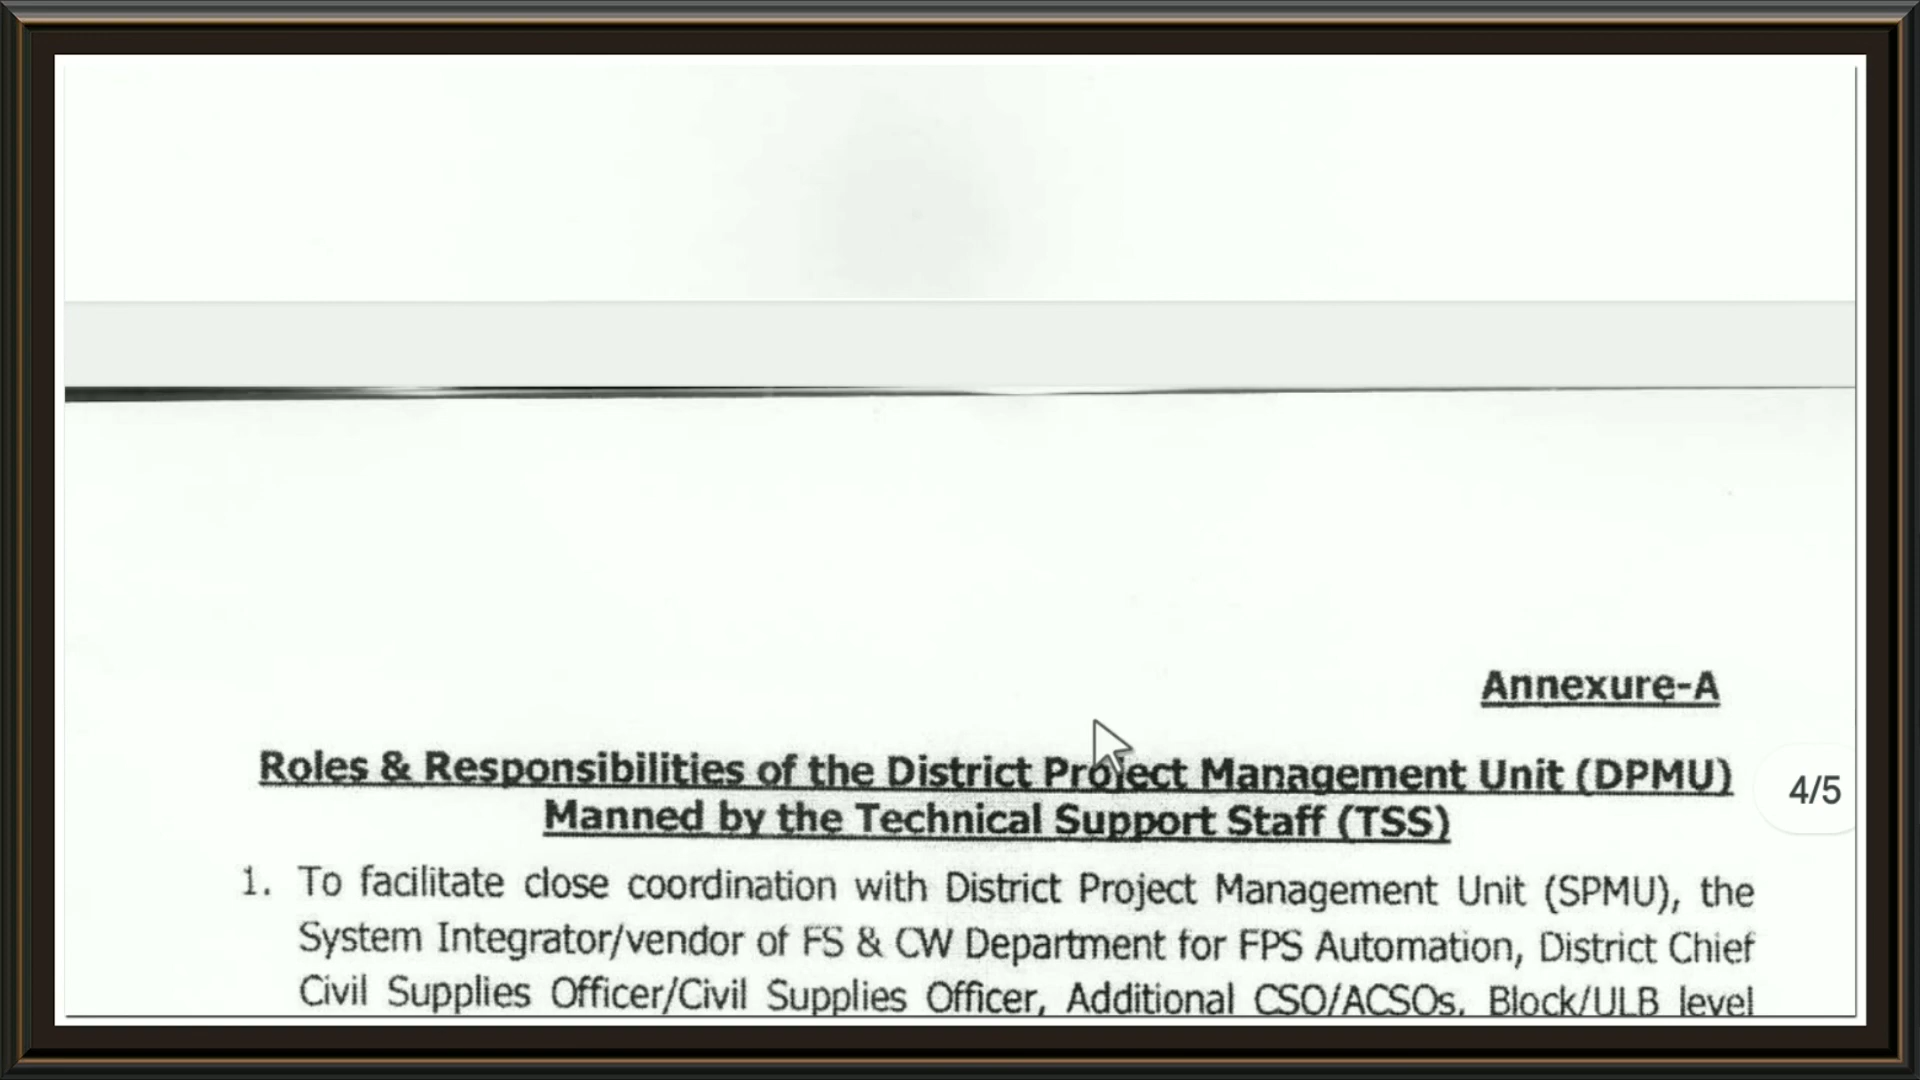 Annexure-A
Roles & Responsibilities of the District Project Management Unit (DPMU)
Manned by the Technical Support Staff (TSS)
4/5
1. To facilitate close coordination with District Project Management Unit (SPMU), the
System Integrator/vendor of FS & CW Department for FPS Automation, District Chief
Civil Supplies Officer/Civil Supplies Officer, Additional CSO/ACSOs, Block/ULB level